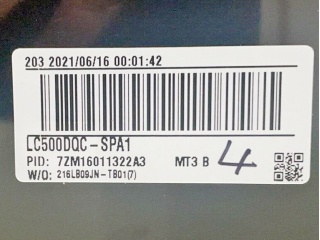 203 2021/06/16 00:01:42
LC500DQC-SPA1
PID: 7ZM16011322A3 MT3 B 4
W/O: 216LB09JN-TB01(7)